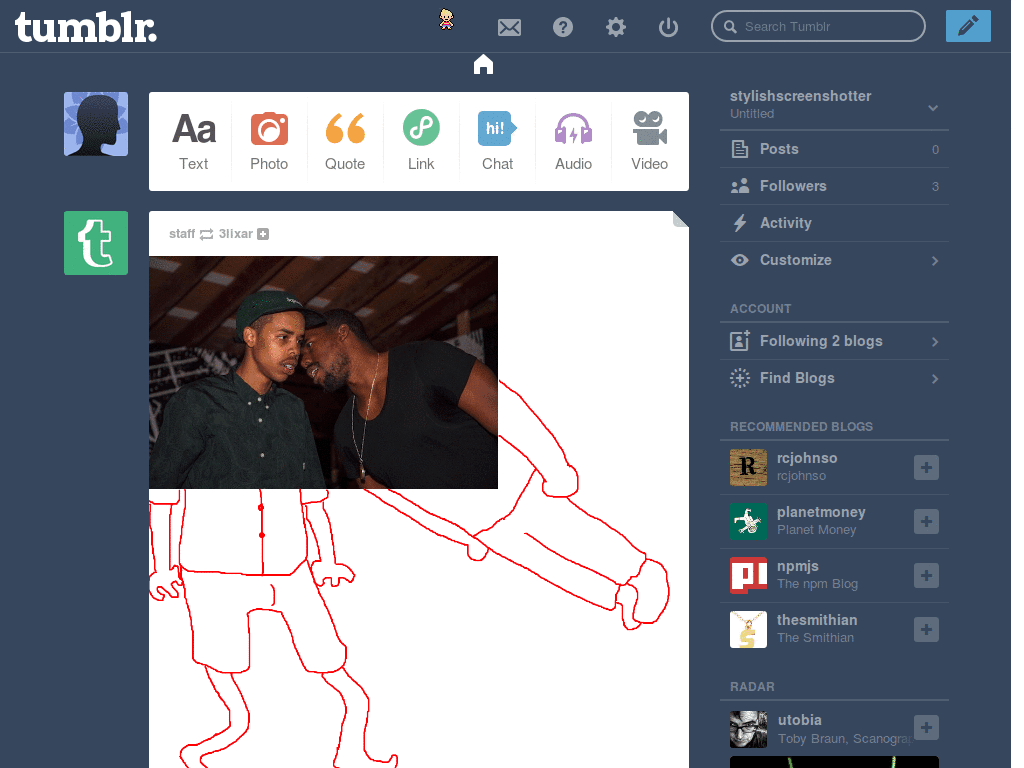 tumblr.
Search Tumblr
Aa
Text
Photo
Quote
Link
hi!
Chat
Audio
Video
staff 3lixar
stylishscreenshotter
Untitled
Posts 0
Followers 3
Activity
Customize
ACCOUNT
Following 2 blogs
Find Blogs
RECOMMENDED BLOGS
R
rcjohnso
rcjohnso
planetmoney
Planet Money
npmjs
The npm Blog
thesmithian
The Smithian
RADAR
utobia
Toby Braun, Scanogra